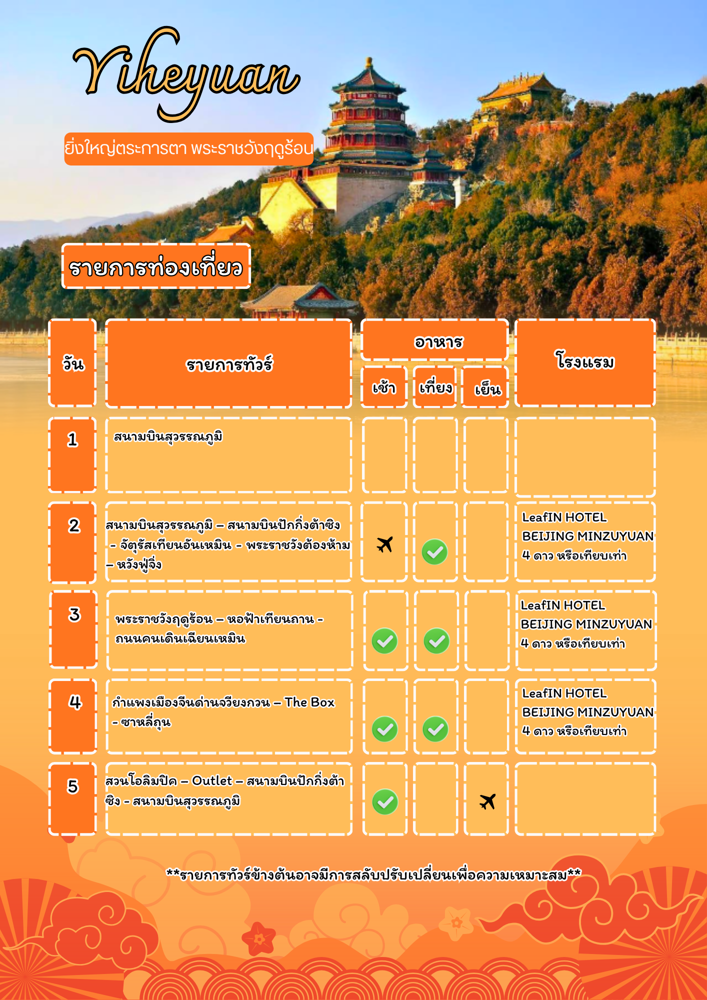 Yiheyuan
ยิ่งใหญ่ตระการตา พระราชวังฤดูร้อน
รายการท่องเที่ยว
วัน
รายการทัวร์
อาหาร
โรงแรม
เช้า
เที่ยง
เย็น
1
สนามบินสุวรรณภูมิ
2
สนามบินสุวรรณภูมิ – สนามบินปักกิ่งต้าซิง
- จัตุรัสเทียนอันเหมิน - พระราชวังต้องห้าม
– หวังฟู่จิ่ง
LeafIN HOTEL
BEIJING MINZUYUAN
4 ดาว หรือเทียบเท่า
3
พระราชวังฤดูร้อน – หอฟ้าเทียนถาน -
ถนนคนเดินเฉียนเหมิน
LeafIN HOTEL
BEIJING MINZUYUAN
4 ดาว หรือเทียบเท่า
4
กำแพงเมืองจีนด่านจวียงกวน – The Box
- ซาหลี่ถุน
LeafIN HOTEL
BEIJING MINZUYUAN
4 ดาว หรือเทียบเท่า
5
สวนโอลิมปิค – Outlet – สนามบินปักกิ่งต้า
ซิง - สนามบินสุวรรณภูมิ
**รายการทัวร์ข้างต้นอาจมีการสลับปรับเปลี่ยนเพื่อความเหมาะสม**